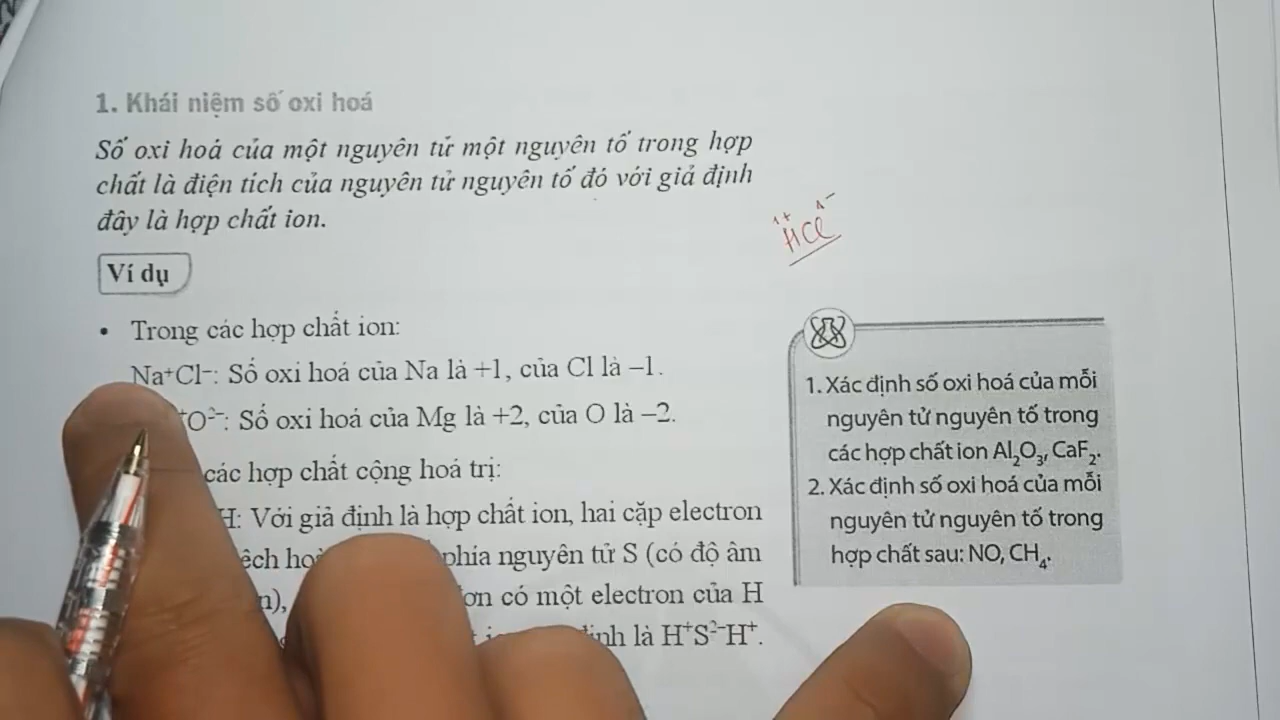 1. Khái niệm số oxi hoá
Số oxi hoá của một nguyên tử một nguyên tố trong hợp
chất là điện tích của nguyên tử nguyên tố đó với giả định
đây là hợp chất ion.
1+ 1−
HCl
Ví dụ
• Trong các hợp chất ion:
Na⁺Cl⁻: Số oxi hoá của Na là +1, của Cl là –1.
O²⁻: Số oxi hoá của Mg là +2, của O là –2.
các hợp chất cộng hoá trị:
H: Với giả định là hợp chất ion, hai cặp electron
phía nguyên tử S (có độ âm
có một electron của H
là H⁺S²⁻H⁺.
1. Xác định số oxi hoá của mỗi
nguyên tử nguyên tố trong
các hợp chất ion Al₂O₃, CaF₂.
2. Xác định số oxi hoá của mỗi
nguyên tử nguyên tố trong
hợp chất sau: NO, CH₄.